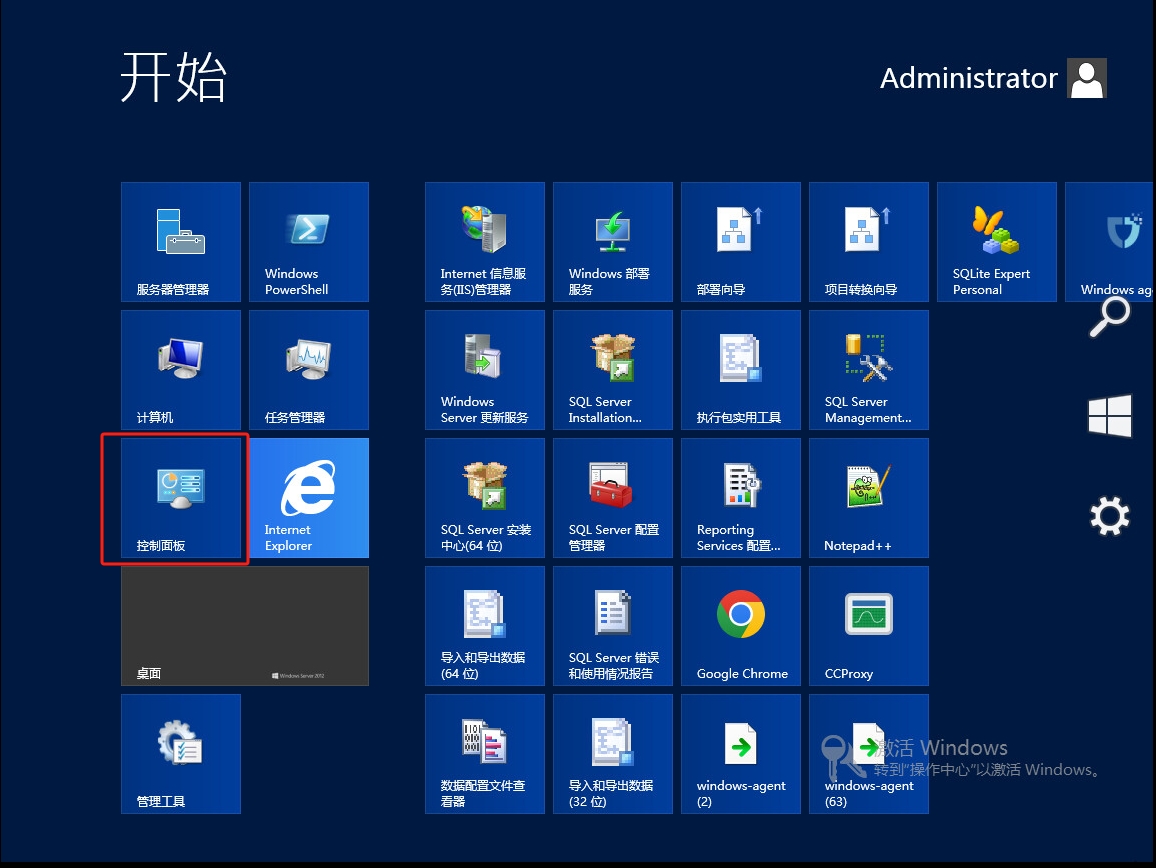 开始
Administrator
服务器管理器
Windows
PowerShell
Internet 信息服
务(IIS)管理器
Windows 部署
服务
部署向导
项目转换向导
SQLite Expert
Personal
Windows ag
计算机
任务管理器
Windows
Server 更新服务
SQL Server
Installation...
执行包实用工具
SQL Server
Management...
控制面板
Internet
Explorer
SQL Server 安装
中心(64 位)
SQL Server 配置
管理器
Reporting
Services 配置...
Notepad++
桌面
Windows Server 2012
导入和导出数据
(64 位)
SQL Server 错误
和使用情况报告
Google Chrome
CCProxy
管理工具
数据配置文件查
看器
导入和导出数据
(32 位)
windows-agent
(2)
windows-agent
(63)
激活 Windows
转到"操作中心"以激活 Windows。